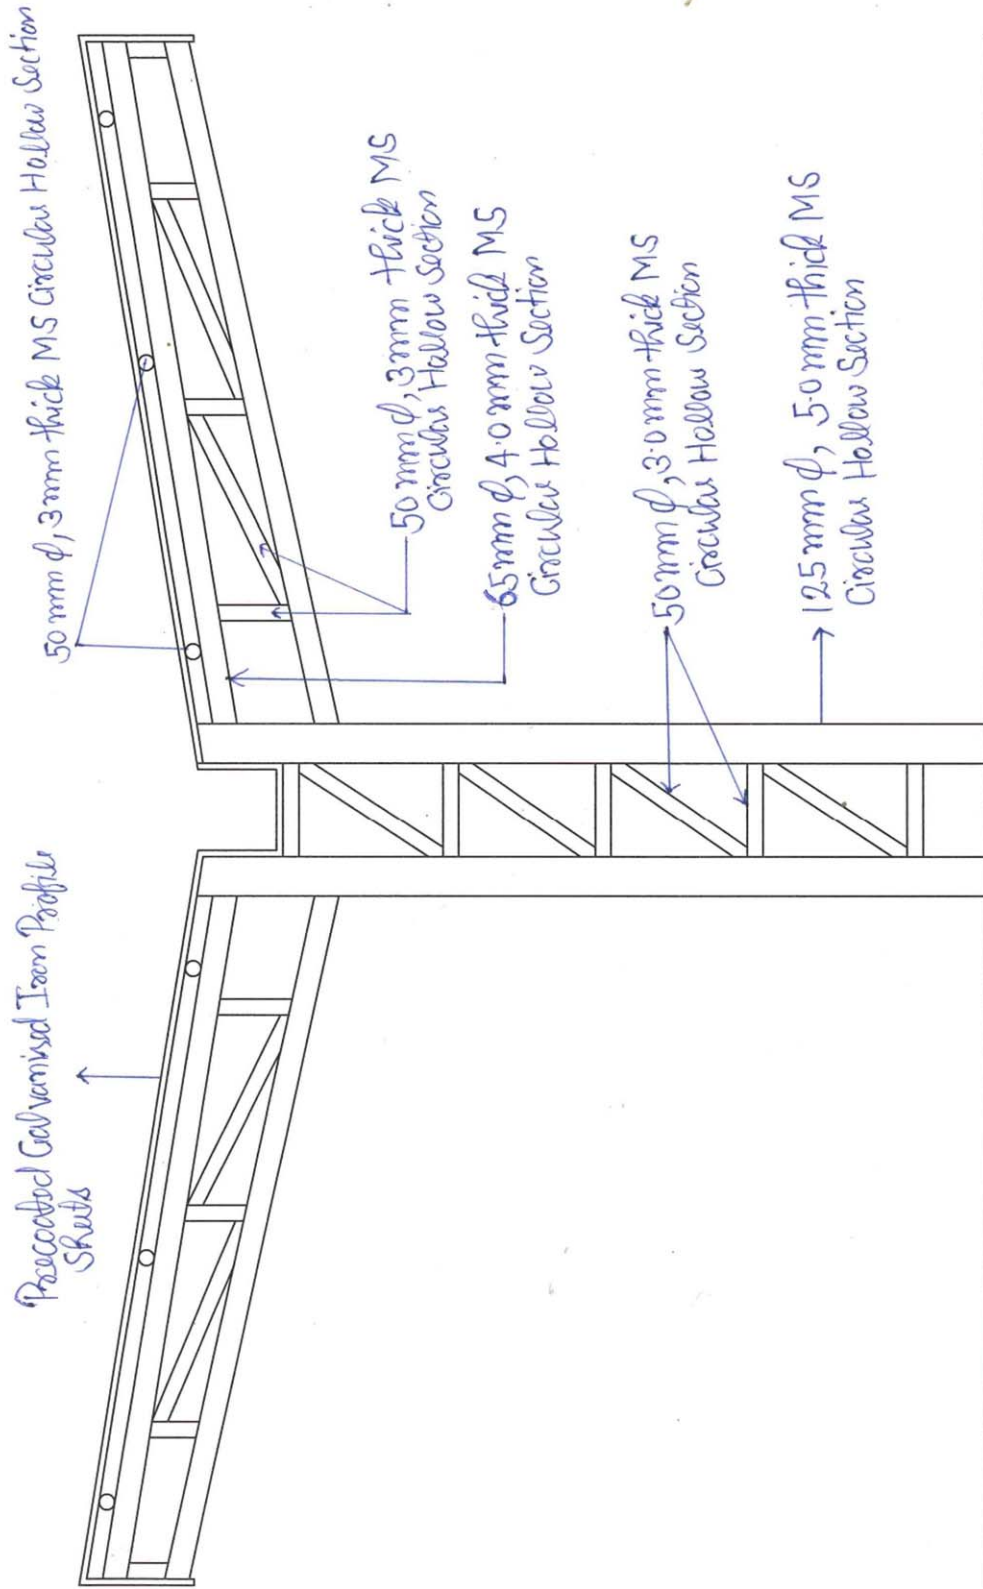 Precoated Galvanised Iron Profile
Sheets
50 mm ф, 3 mm thick MS Circular Hollow Section
50 mm ф, 3 mm thick MS
Circular Hallow Section
65 mm ф, 4.0 mm thick MS
Circular Hollow Section
50 mm ф, 3.0 mm thick MS
Circular Hollow Section
125 mm ф, 5.0 mm thick MS
Circular Hollow Section